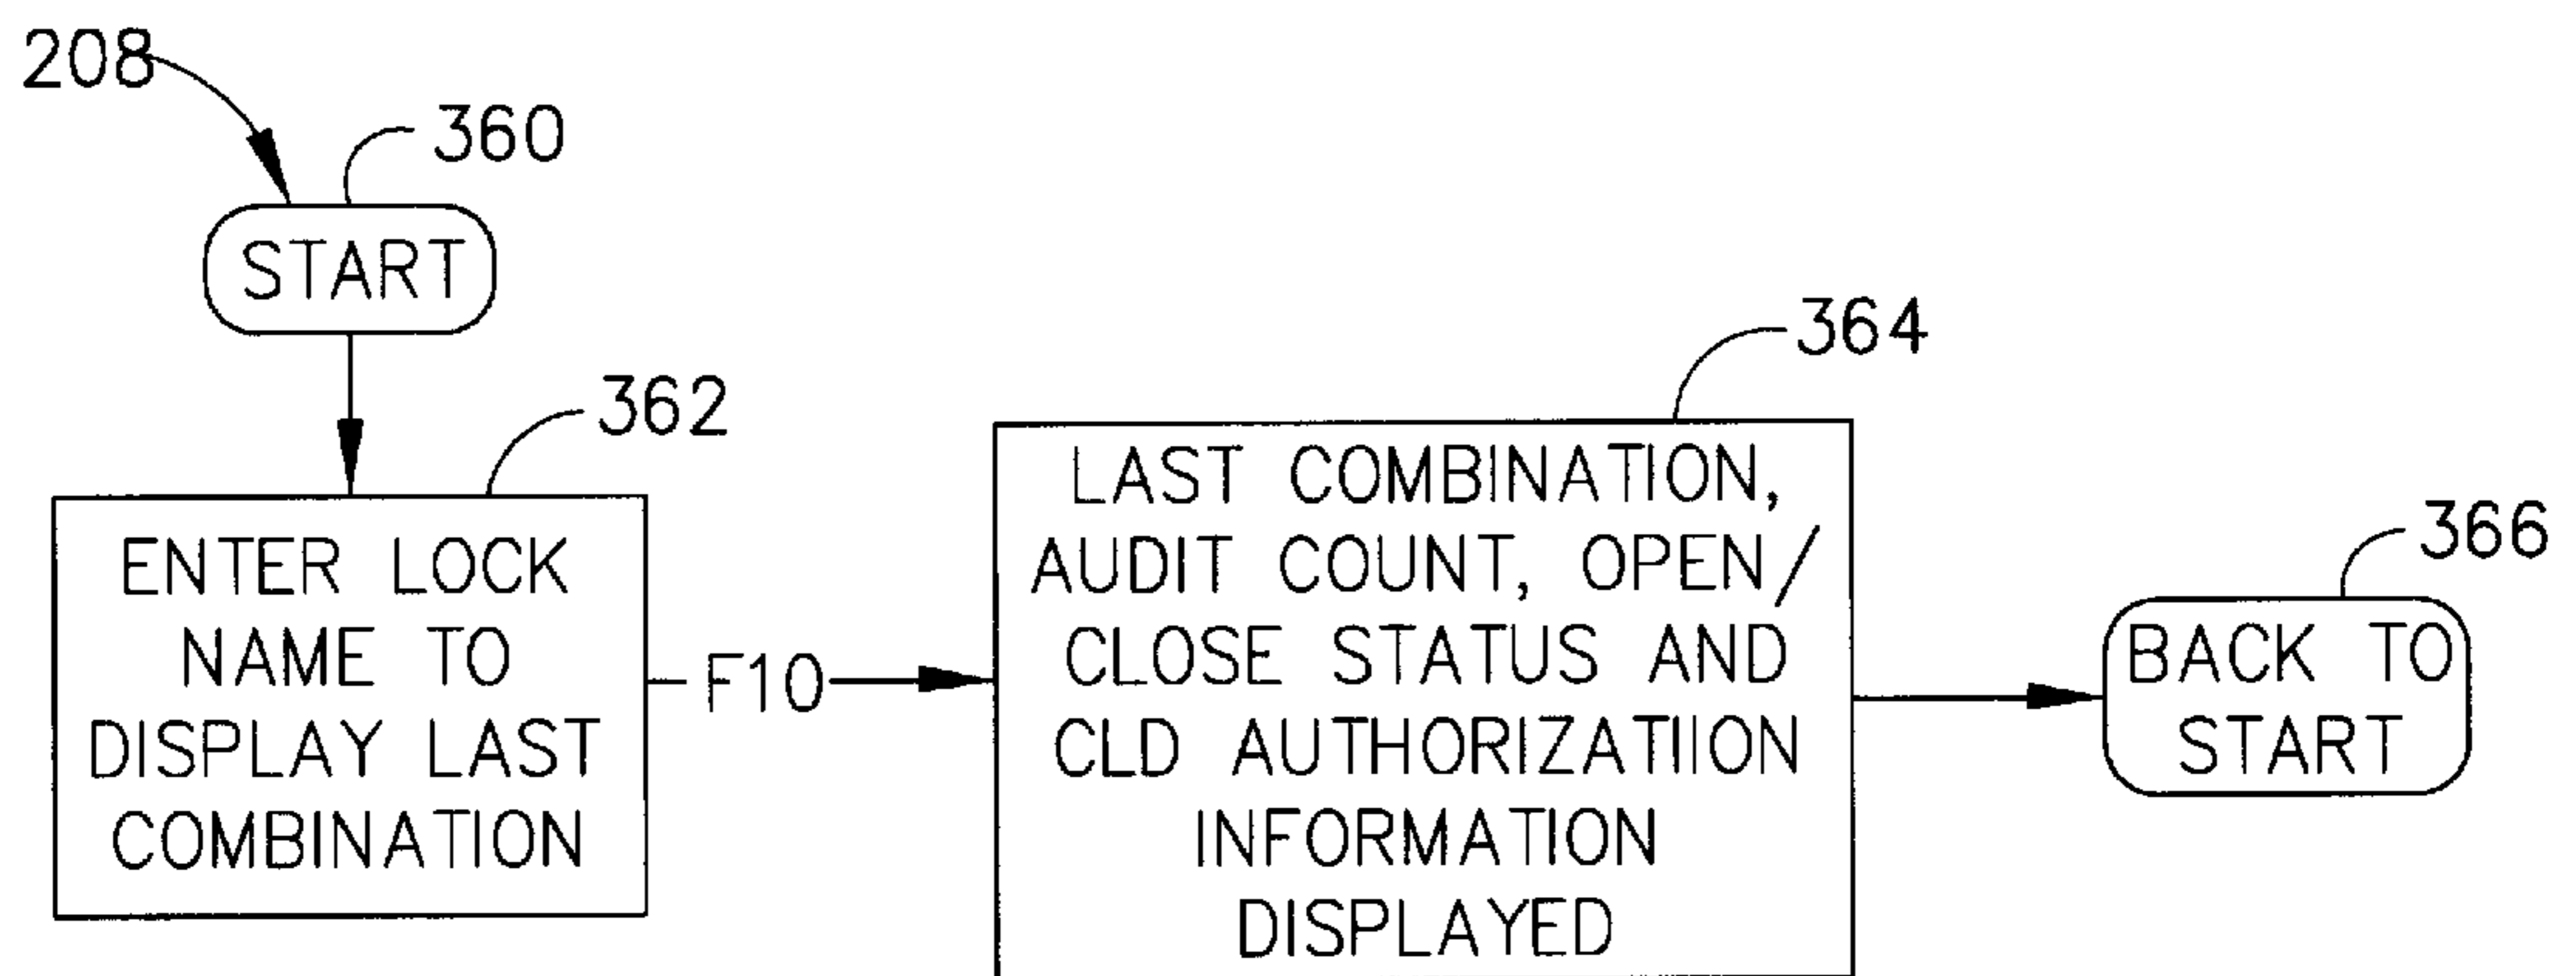 208
360
START
362
ENTER LOCK
NAME TO
DISPLAY LAST
COMBINATION
F10
364
LAST COMBINATION,
AUDIT COUNT, OPEN/
CLOSE STATUS AND
CLD AUTHORIZATION
INFORMATION
DISPLAYED
366
BACK TO
START